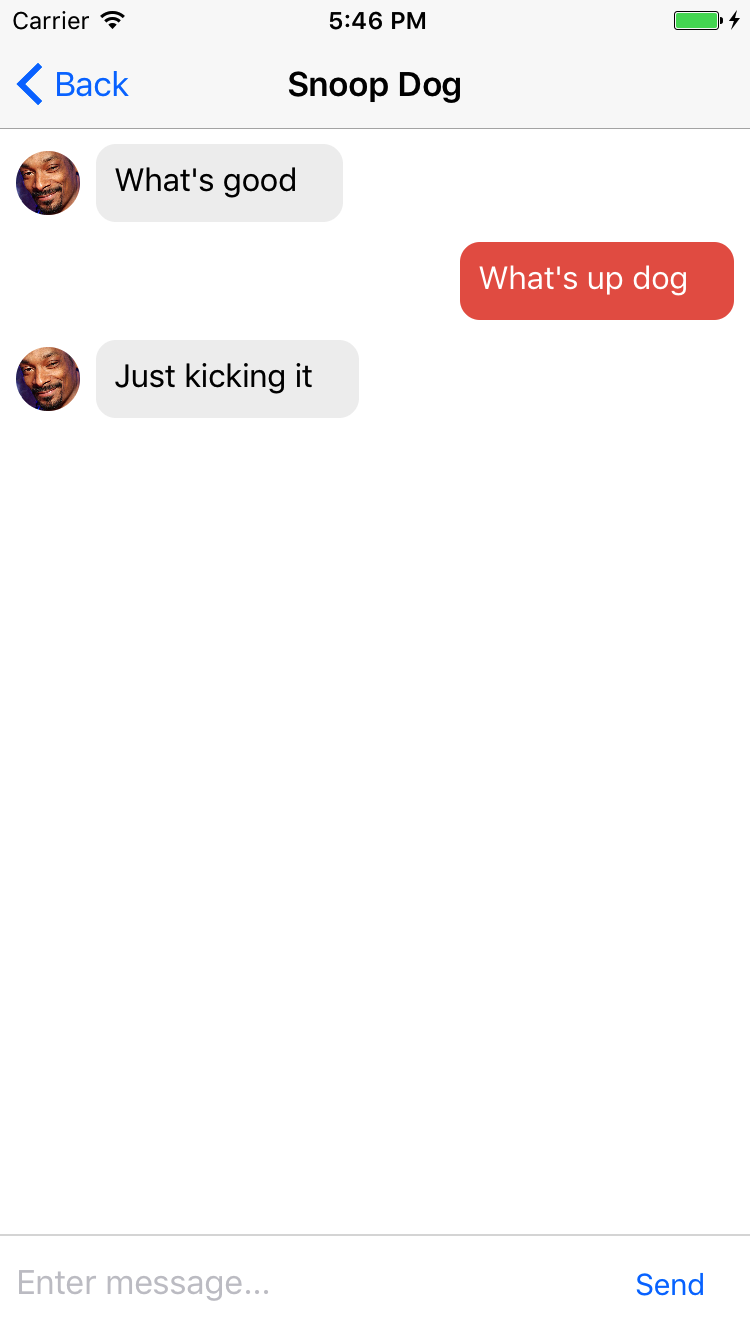 Carrier 5:46 PM
Back Snoop Dog
What's good
What's up dog
Just kicking it
Enter message... Send